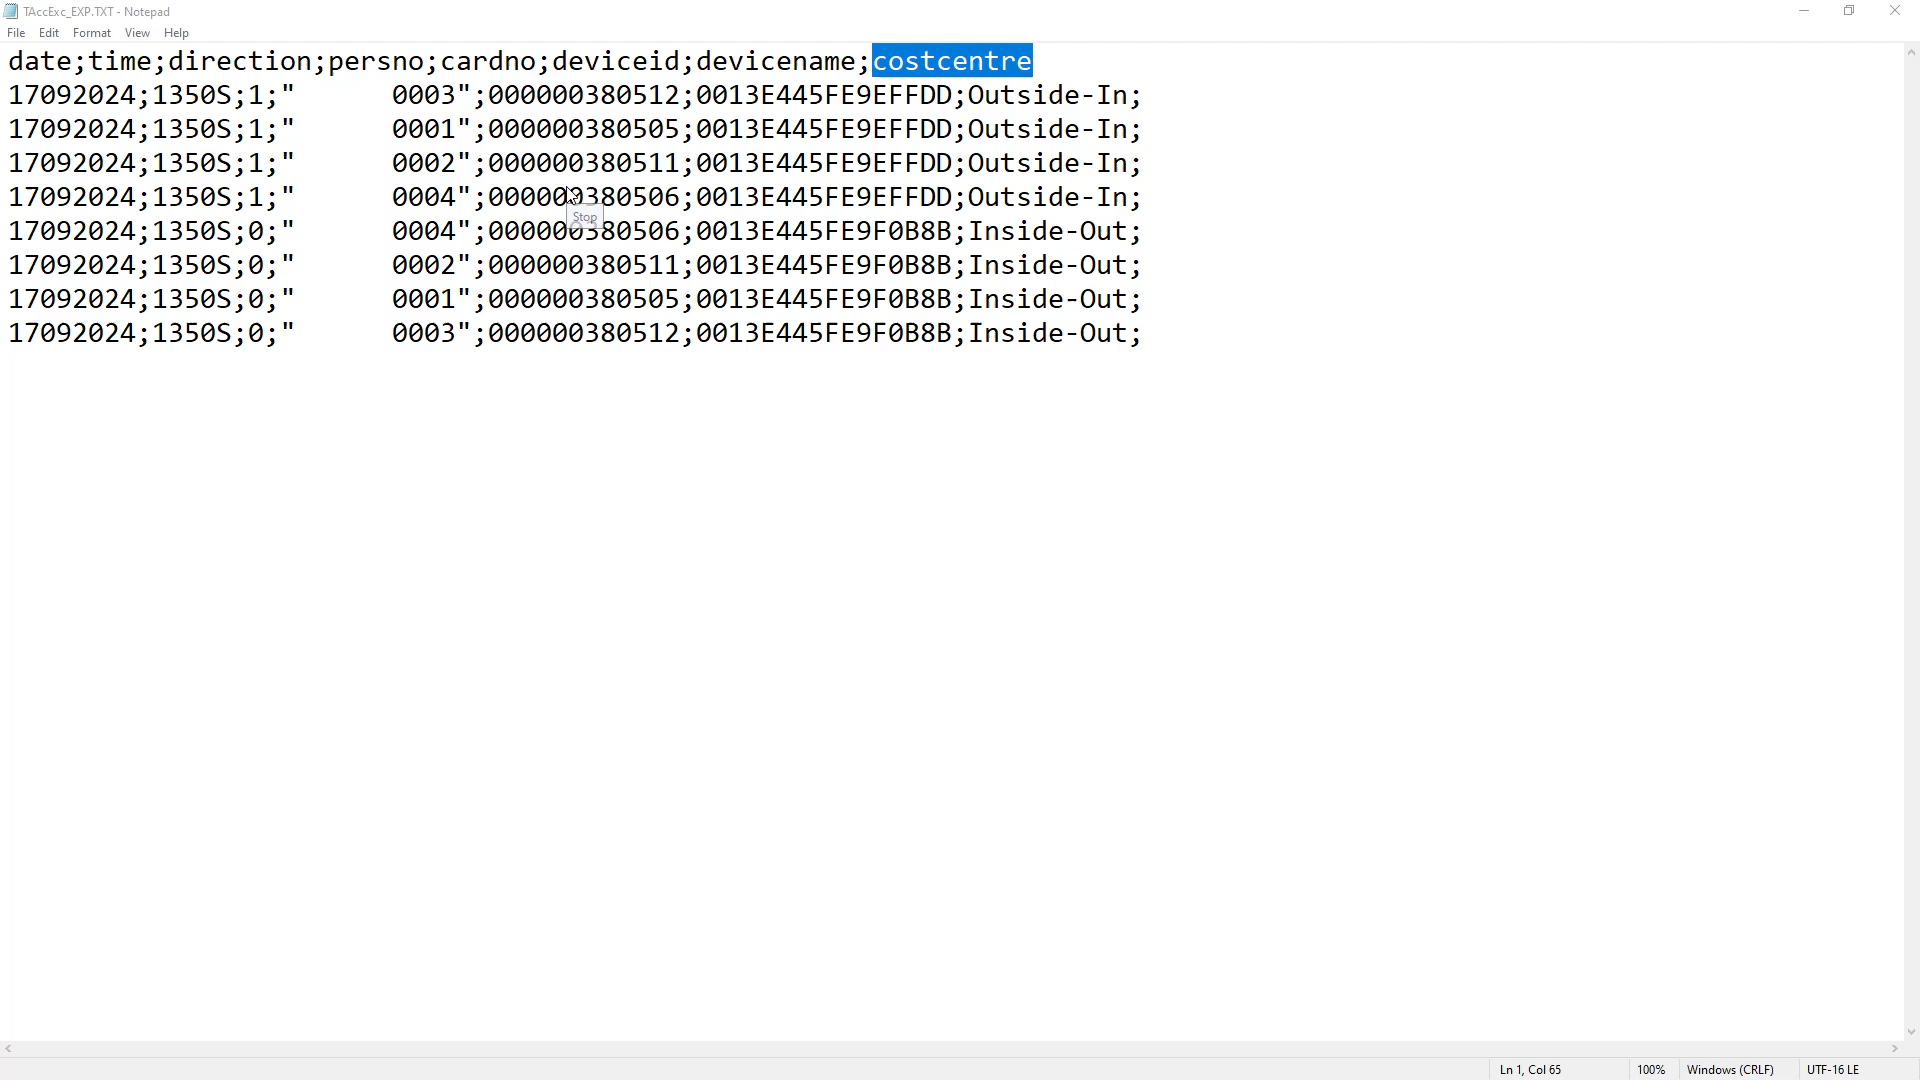 TAccExc_EXP.TXT - Notepad
File Edit Format View Help
date;time;direction;persno;cardno;deviceid;devicename;costcentre
17092024;1350S;1;"      0003";000000380512;0013E445FE9EFFDD;Outside-In;
17092024;1350S;1;"      0001";000000380505;0013E445FE9EFFDD;Outside-In;
17092024;1350S;1;"      0002";000000380511;0013E445FE9EFFDD;Outside-In;
17092024;1350S;1;"      0004";000000380506;0013E445FE9EFFDD;Outside-In;
Stop
17092024;1350S;0;"      0004";000000380506;0013E445FE9F0B8B;Inside-Out;
17092024;1350S;0;"      0002";000000380511;0013E445FE9F0B8B;Inside-Out;
17092024;1350S;0;"      0001";000000380505;0013E445FE9F0B8B;Inside-Out;
17092024;1350S;0;"      0003";000000380512;0013E445FE9F0B8B;Inside-Out;
Ln 1, Col 65 100% Windows (CRLF) UTF-16 LE